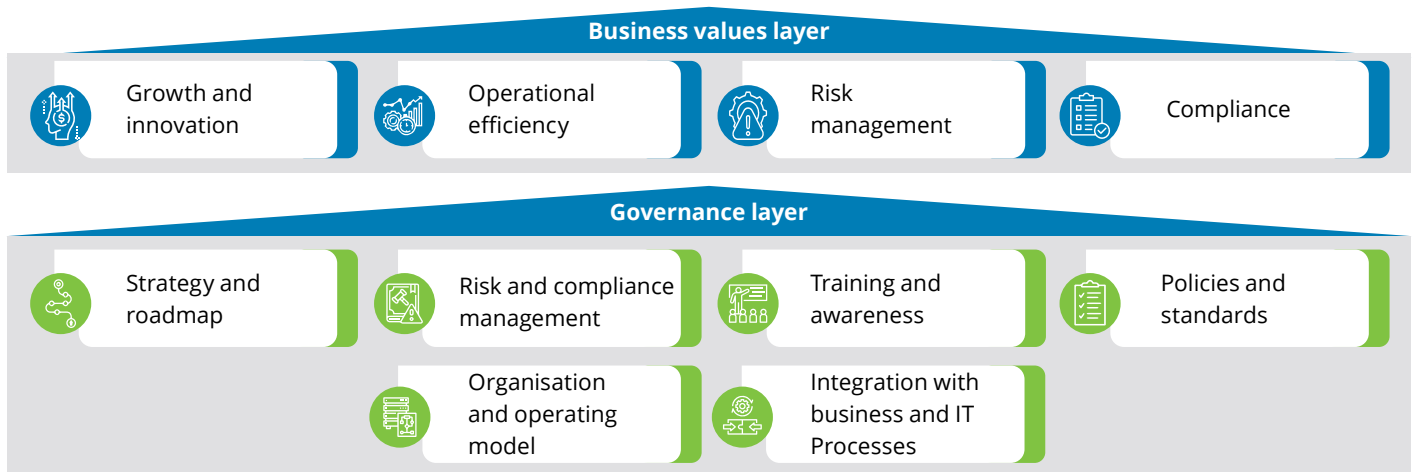 Business values layer
Growth and
innovation
Operational
efficiency
Risk
management
Compliance
Governance layer
Strategy and
roadmap
Risk and compliance
management
Training and
awareness
Policies and
standards
Organisation
and operating
model
Integration with
business and IT
Processes